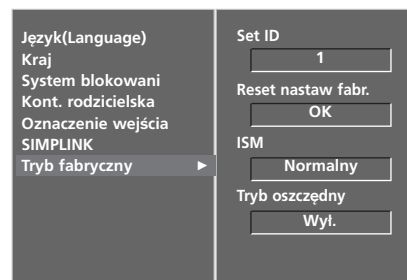 Język(Language)
Kraj
System blokowani
Kont. rodzicielska
Oznaczenie wejścia
SIMPLINK
Tryb fabryczny ►
Set ID
1
Reset nastaw fabr.
OK
ISM
Normalny
Tryb oszczędny
Wył.